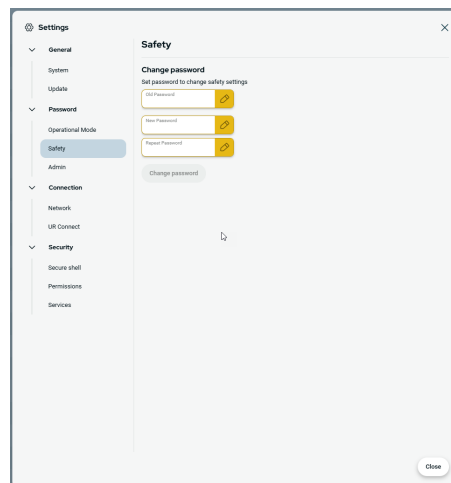 Settings
General
System
Update
Password
Operational Mode
Safety
Admin
Connection
Network
UR Connect
Security
Secure shell
Permissions
Services
Safety
Change password
Set password to change safety settings
Old Password
New Password
Repeat Password
Change password
Close